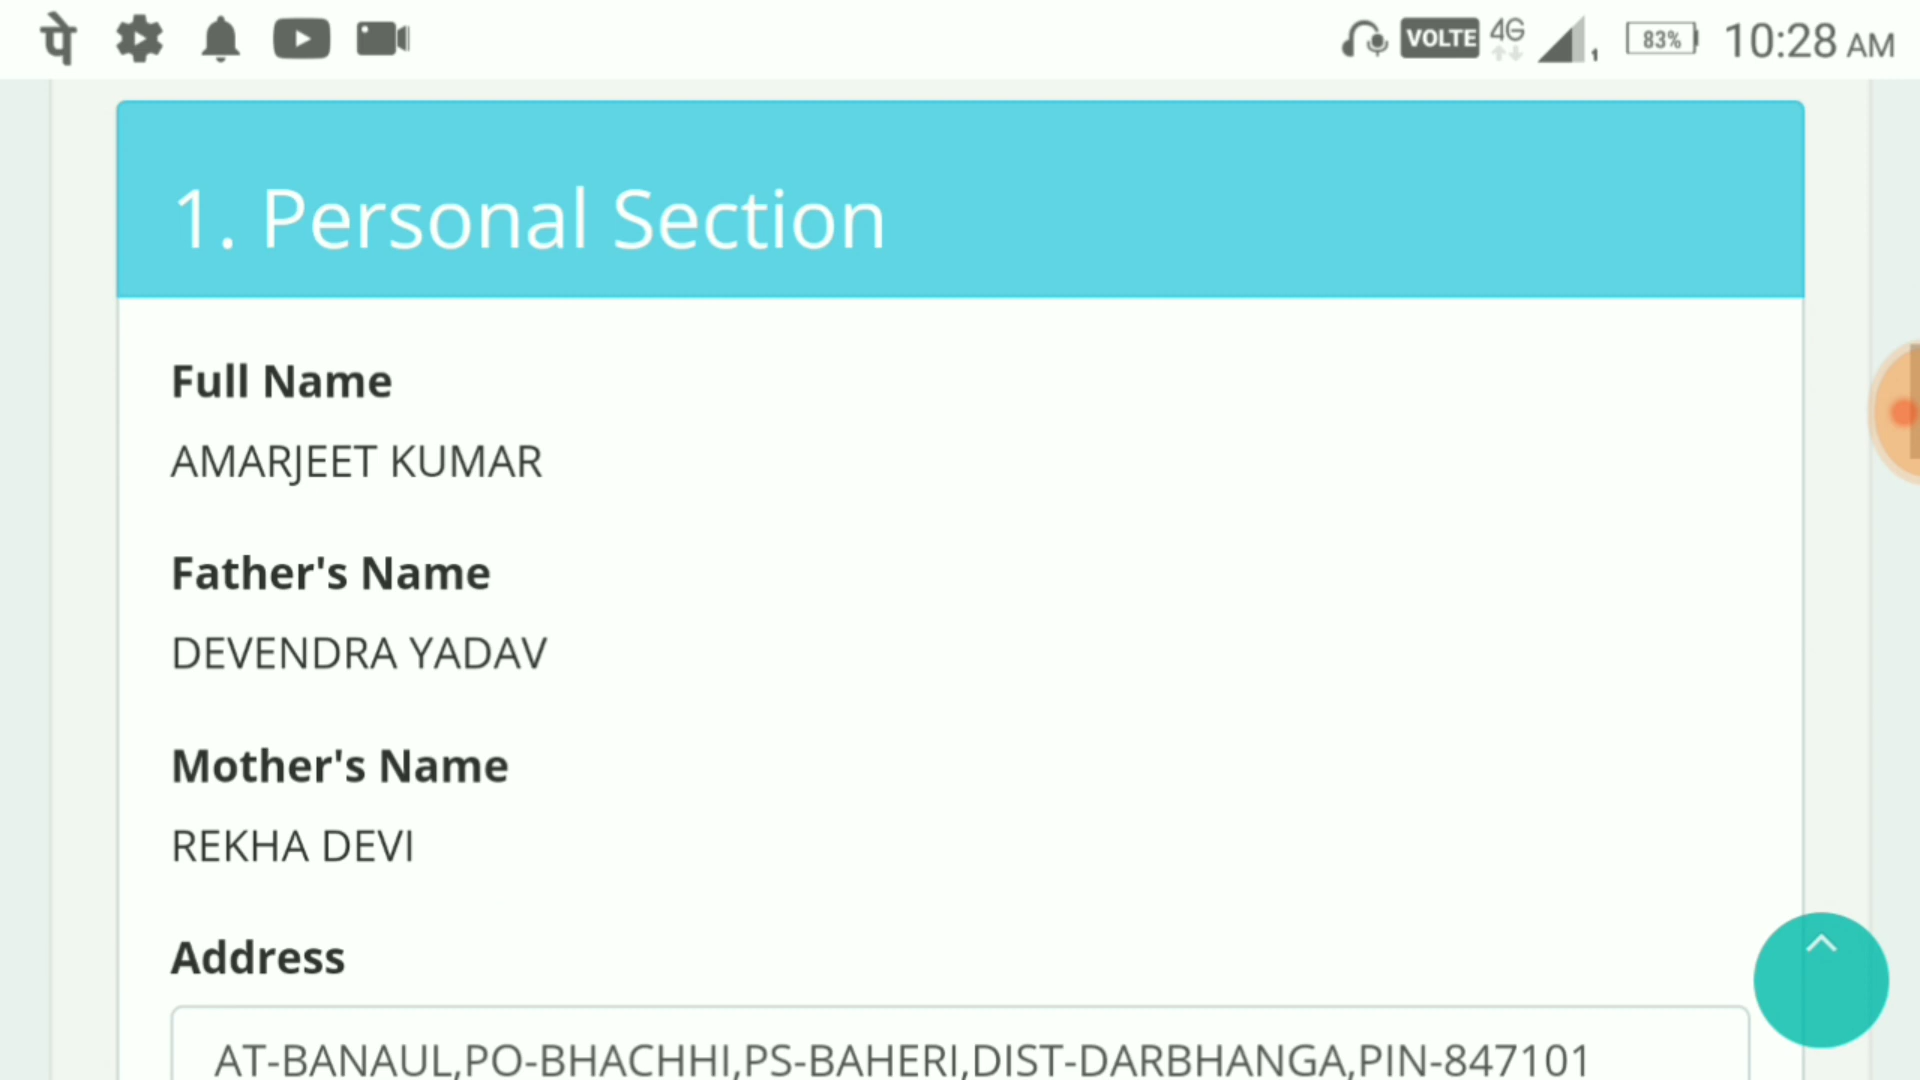 पे VOLTE 4G 1 83% 10:28 AM
1. Personal Section
Full Name
AMARJEET KUMAR
Father's Name
DEVENDRA YADAV
Mother's Name
REKHA DEVI
Address
AT-BANAUL,PO-BHACHHI,PS-BAHERI,DIST-DARBHANGA,PIN-847101